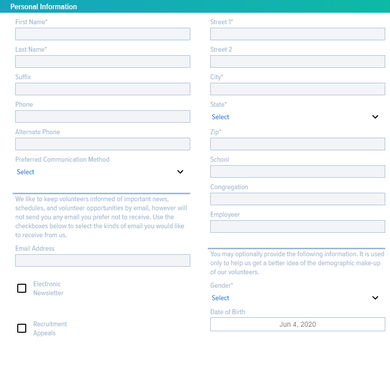 Personal Information
First Name*
Last Name*
Suffix
Phone
Alternate Phone
Preferred Communication Method
Select
We like to keep volunteers informed of important news,
schedules, and volunteer opportunities by email, however will
not send you any email you prefer not to receive. Use the
checkboxes below to select the kinds of email you would like
to receive from us.
Email Address
Electronic
Newsletter
Recruitment
Appeals
Street 1*
Street 2
City*
State*
Select
Zip*
School
Congregation
Employeer
You may optionally provide the following information. It is used
only to help us get a better idea of the demographic make-up
of our volunteers.
Gender*
Select
Date of Birth
Jun 4, 2020